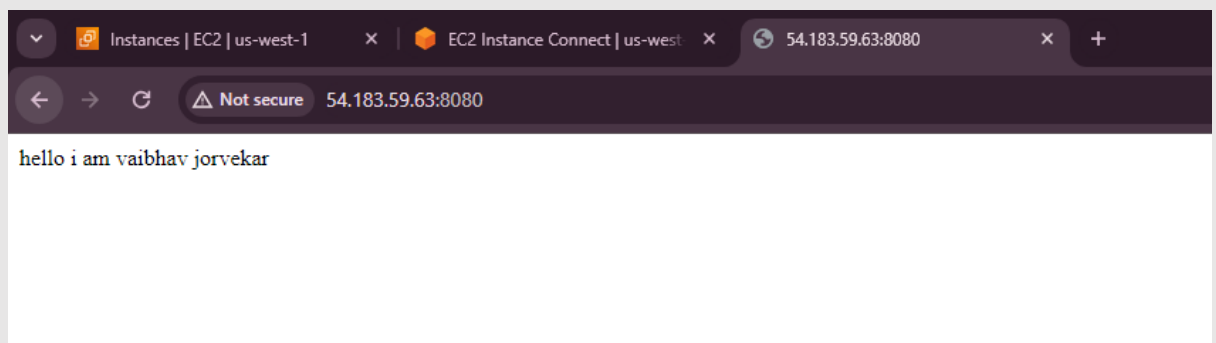 Instances | EC2 | us-west-1
EC2 Instance Connect | us-west-
54.183.59.63:8080
Not secure
54.183.59.63:8080
hello i am vaibhav jorvekar